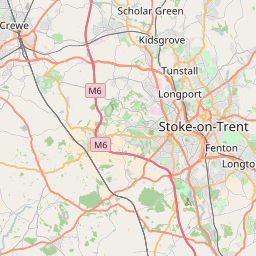 Scholar Green
Crewe
Kidsgrove
Tunstall
M6
Longport
Stoke-on-Trent
M6
Fenton
Longto